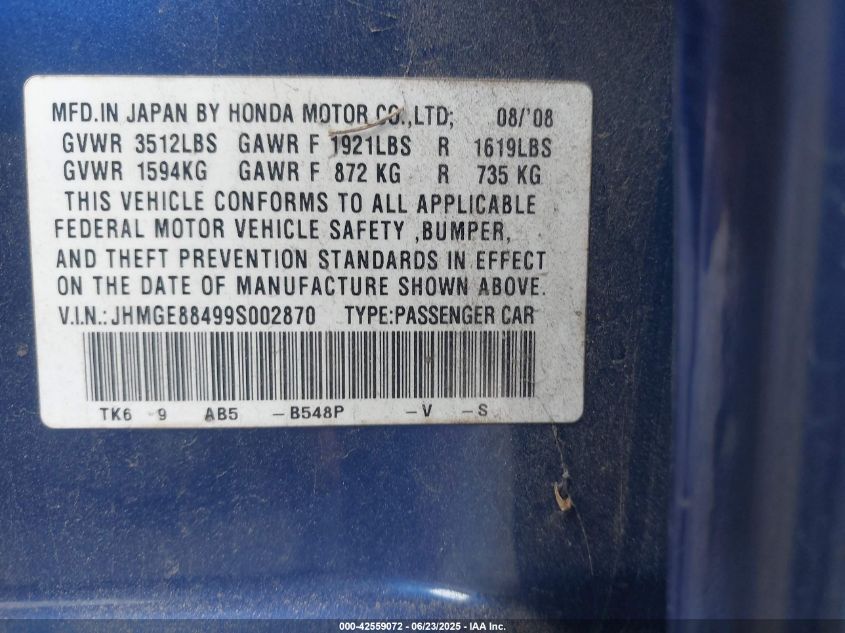 MFD.IN JAPAN BY HONDA MOTOR CO.,LTD; 08/'08
GVWR 3512LBS GAWR F 1921LBS R 1619LBS
GVWR 1594KG GAWR F 872 KG R 735 KG
THIS VEHICLE CONFORMS TO ALL APPLICABLE
FEDERAL MOTOR VEHICLE SAFETY ,BUMPER,
AND THEFT PREVENTION STANDARDS IN EFFECT
ON THE DATE OF MANUFACTURE SHOWN ABOVE.
V.I.N.:JHMGE88499S002870 TYPE:PASSENGER CAR
TK6 9 AB5 -B548P -V -S
000-42559072 - 06/23/2025 - IAA Inc.